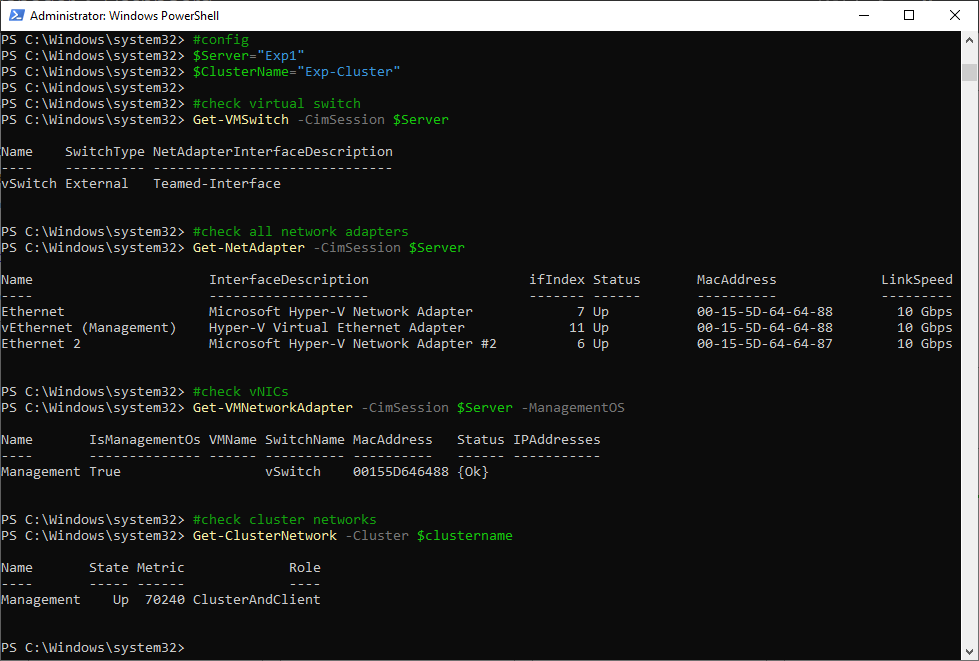 Administrator: Windows PowerShell
PS C:\Windows\system32> #config
PS C:\Windows\system32> $Server="Exp1"
PS C:\Windows\system32> $ClusterName="Exp-Cluster"
PS C:\Windows\system32>
PS C:\Windows\system32> #check virtual switch
PS C:\Windows\system32> Get-VMSwitch -CimSession $Server
Name    SwitchType NetAdapterInterfaceDescription
----    ---------- ------------------------------
vSwitch External   Teamed-Interface
PS C:\Windows\system32> #check all network adapters
PS C:\Windows\system32> Get-NetAdapter -CimSession $Server
Name                      InterfaceDescription                    ifIndex Status       MacAddress             LinkSpeed
----                      --------------------                    ------- ------       ----------             ---------
Ethernet                  Microsoft Hyper-V Network Adapter             7 Up           00-15-5D-64-64-88        10 Gbps
vEthernet (Management)    Hyper-V Virtual Ethernet Adapter             11 Up           00-15-5D-64-64-88        10 Gbps
Ethernet 2                Microsoft Hyper-V Network Adapter #2          6 Up           00-15-5D-64-64-87        10 Gbps
PS C:\Windows\system32> #check vNICs
PS C:\Windows\system32> Get-VMNetworkAdapter -CimSession $Server -ManagementOS
Name       IsManagementOs VMName SwitchName MacAddress   Status IPAddresses
----       -------------- ------ ---------- ----------   ------ -----------
Management True                  vSwitch    00155D646488 {Ok}
PS C:\Windows\system32> #check cluster networks
PS C:\Windows\system32> Get-ClusterNetwork -Cluster $clustername
Name       State Metric             Role
----       ----- ------             ----
Management    Up  70240 ClusterAndClient
PS C:\Windows\system32>